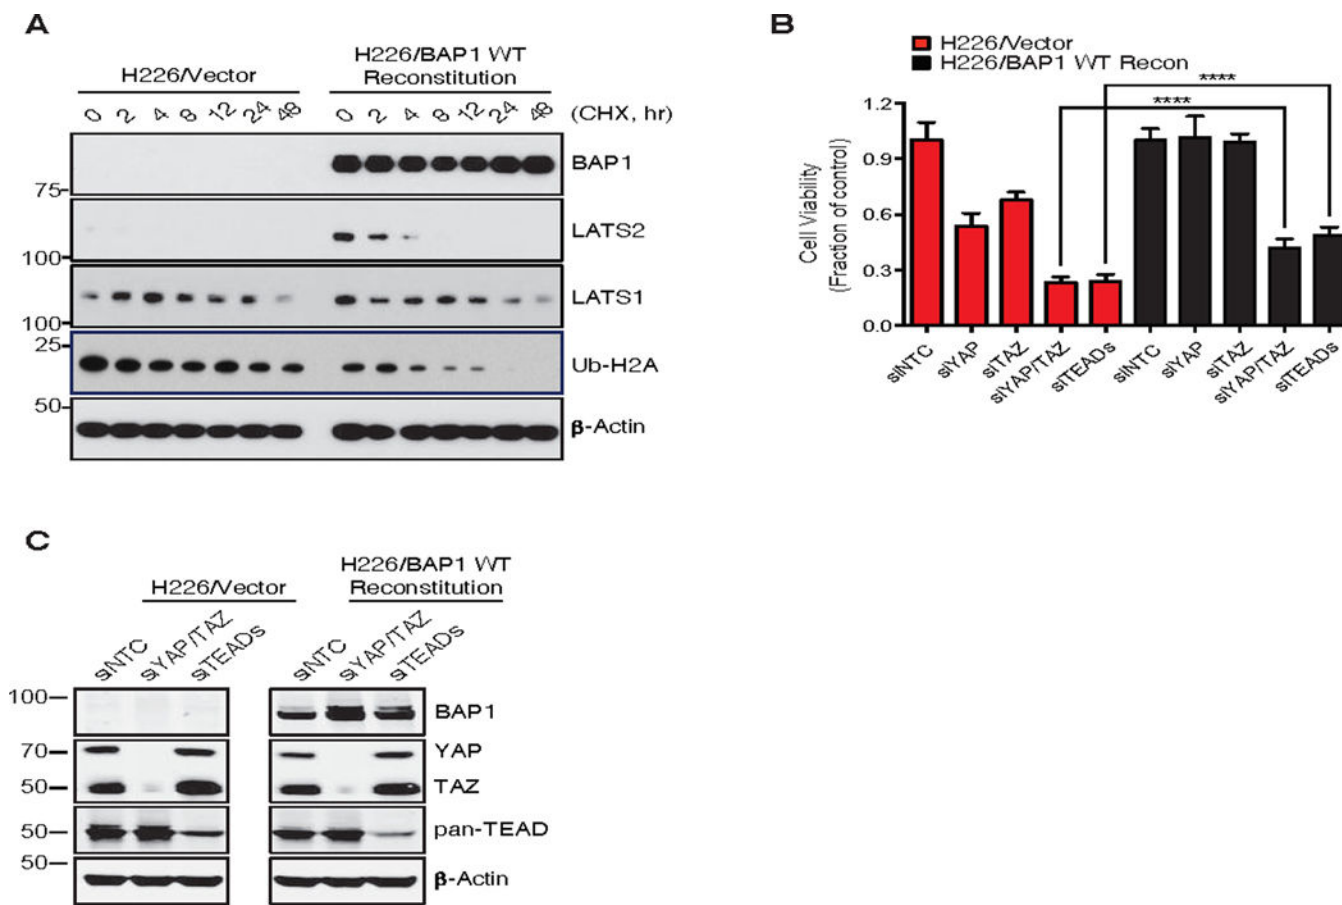 A
H226/Vector
H226/BAP1 WT
Reconstitution
0 2 4 8 12 24 48 0 2 4 8 12 24 48 (CHX, hr)
BAP1
75
LATS2
100
LATS1
100
25
Ub-H2A
50
β-Actin
B
H226/Vector
H226/BAP1 WT Recon
****
****
Cell Viability
(Fraction of control)
1.2
0.9
0.6
0.3
0.0
siNTC siYAP siTAZ siYAP/TAZ siTEADs siNTC siYAP siTAZ siYAP/TAZ siTEADs
C
H226/Vector
H226/BAP1 WT
Reconstitution
siNTC siYAP/TAZ siTEADs siNTC siYAP/TAZ siTEADs
100
BAP1
70
YAP
50
TAZ
50
pan-TEAD
50
β-Actin